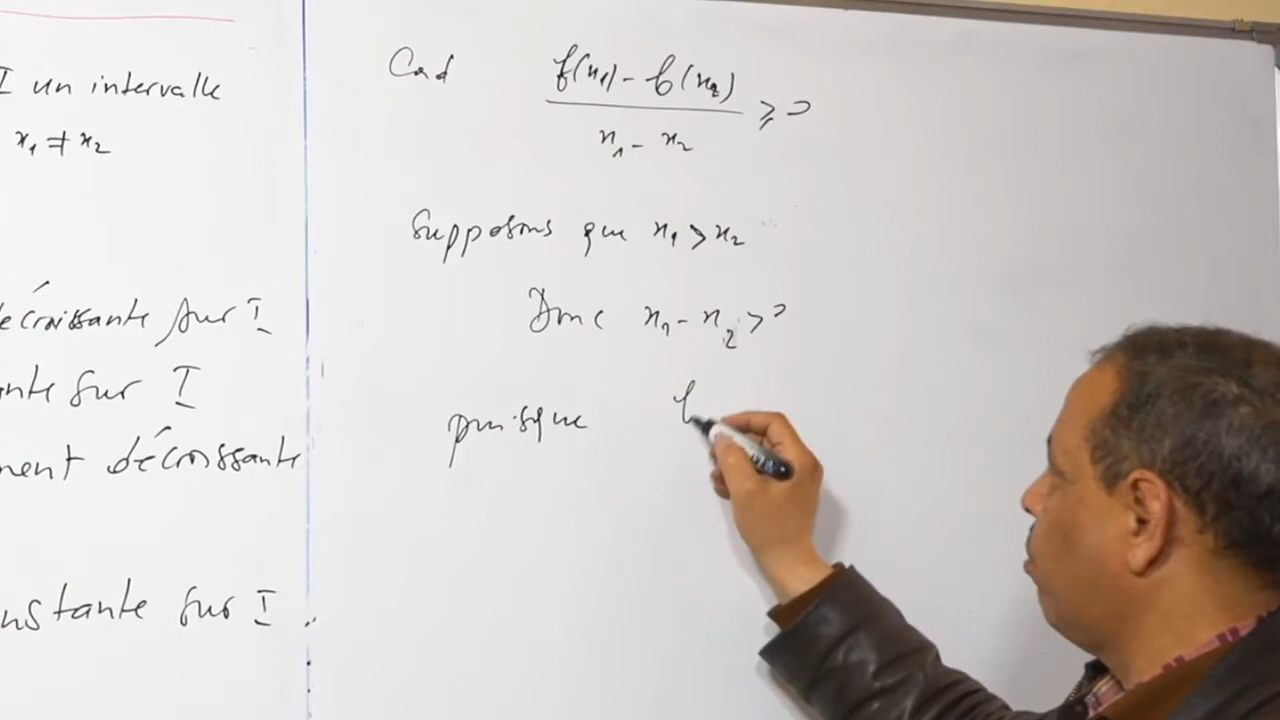 I un intervalle
x₁ ≠ x₂
écroissante sur I
nte sur I
ment décroissante
nstante sur I .
Cad f(x₁) - f(x₂) / x₁ - x₂ ⩾ 0
Supposons que x₁ > x₂
Donc x₁ - x₂ > 0
puisque f